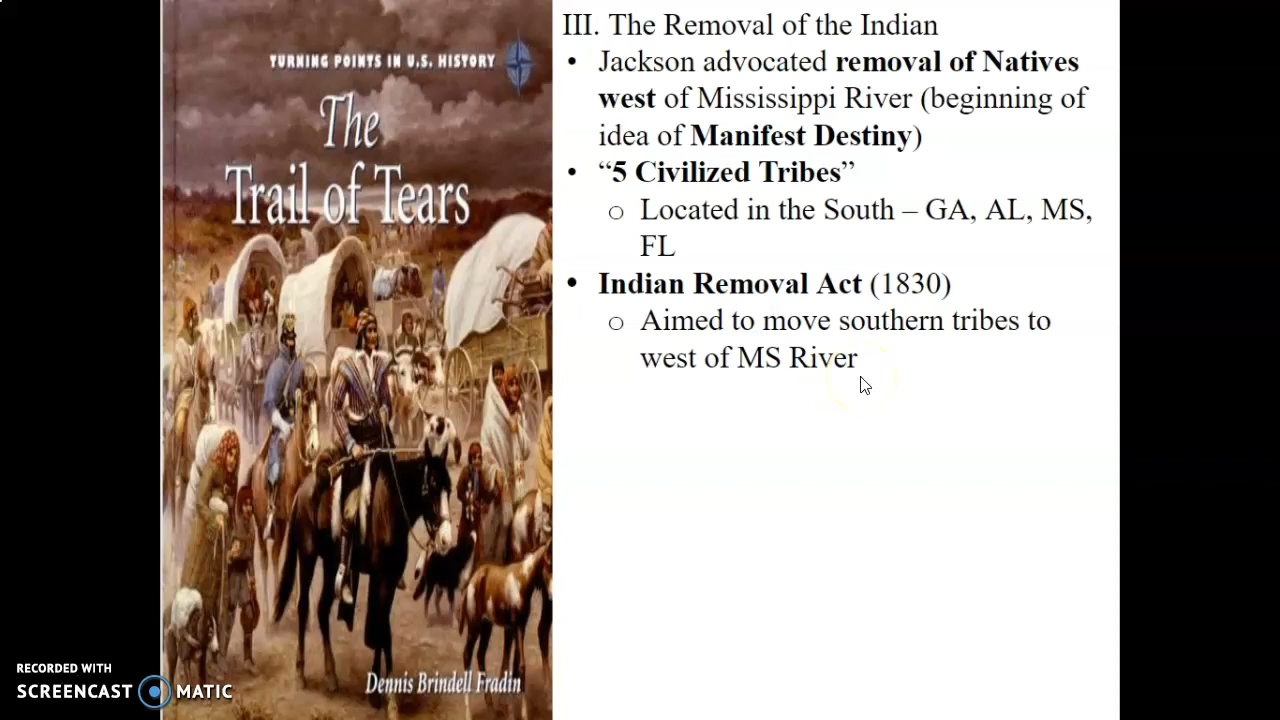 TURNING POINTS IN U.S. HISTORY
The
Trail of Tears
Dennis Brindell Fradin
III. The Removal of the Indian
• Jackson advocated removal of Natives
west of Mississippi River (beginning of
idea of Manifest Destiny)
• “5 Civilized Tribes”
o Located in the South – GA, AL, MS,
FL
• Indian Removal Act (1830)
o Aimed to move southern tribes to
west of MS River
RECORDED WITH
SCREENCAST MATIC